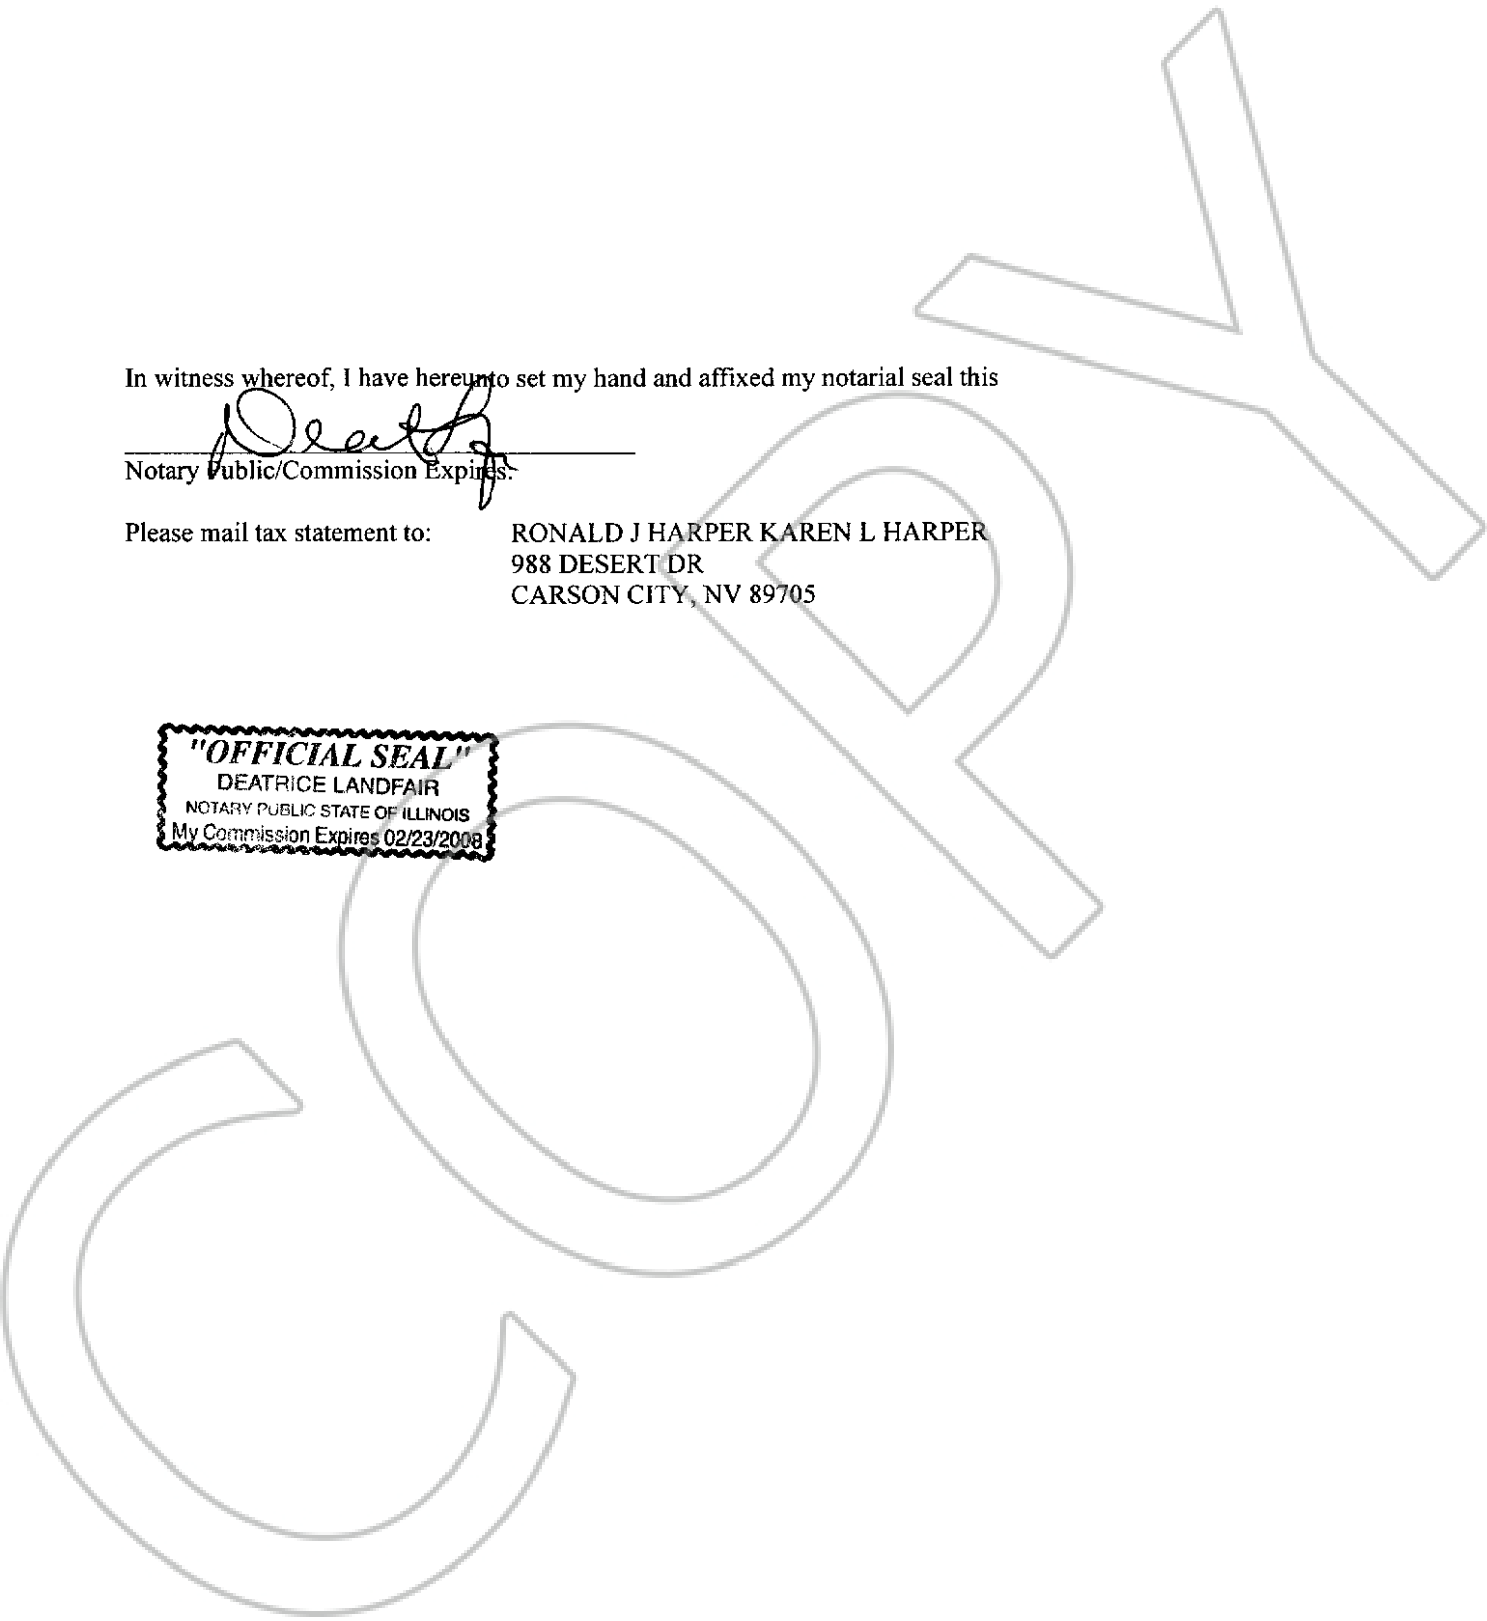 In witness whereof, I have hereunto set my hand and affixed my notarial seal this
Notary Public/Commission Expires:
Please mail tax statement to: RONALD J HARPER KAREN L HARPER
988 DESERT DR
CARSON CITY, NV 89705
"OFFICIAL SEAL"
DEATRICE LANDFAIR
NOTARY PUBLIC STATE OF ILLINOIS
My Commission Expires 02/23/2008
COPY